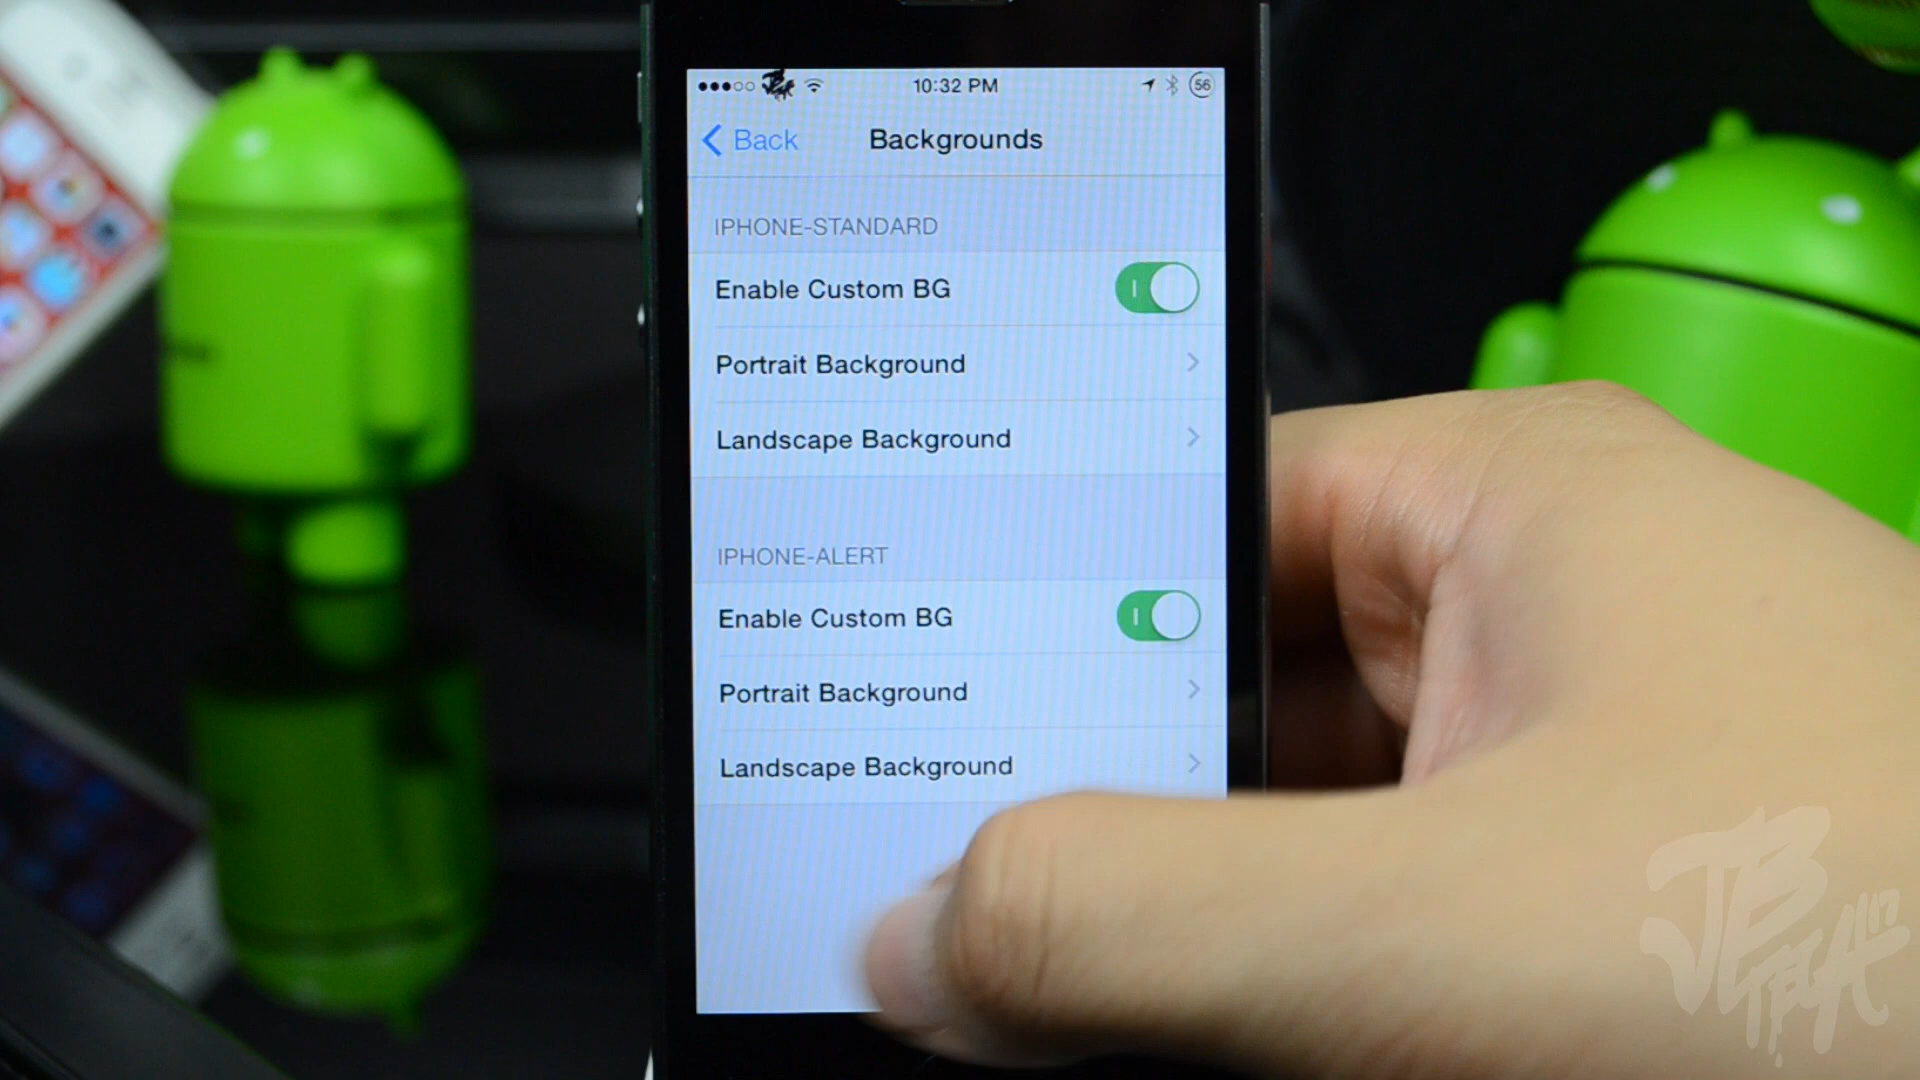 10:32 PM
56
Back
Backgrounds
IPHONE-STANDARD
Enable Custom BG
Portrait Background
Landscape Background
IPHONE-ALERT
Enable Custom BG
Portrait Background
Landscape Background